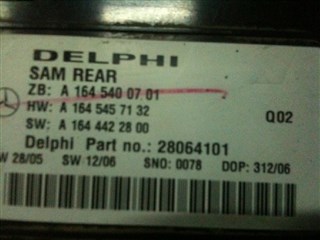 DELPHI
SAM REAR
ZB: A 164 540 07 01
HW: A 164 545 71 32
SW: A 164 442 28 00
Q02
Delphi Part no.: 28064101
W 28/05 SW 12/06 SNO: 0078 DOP: 312/06